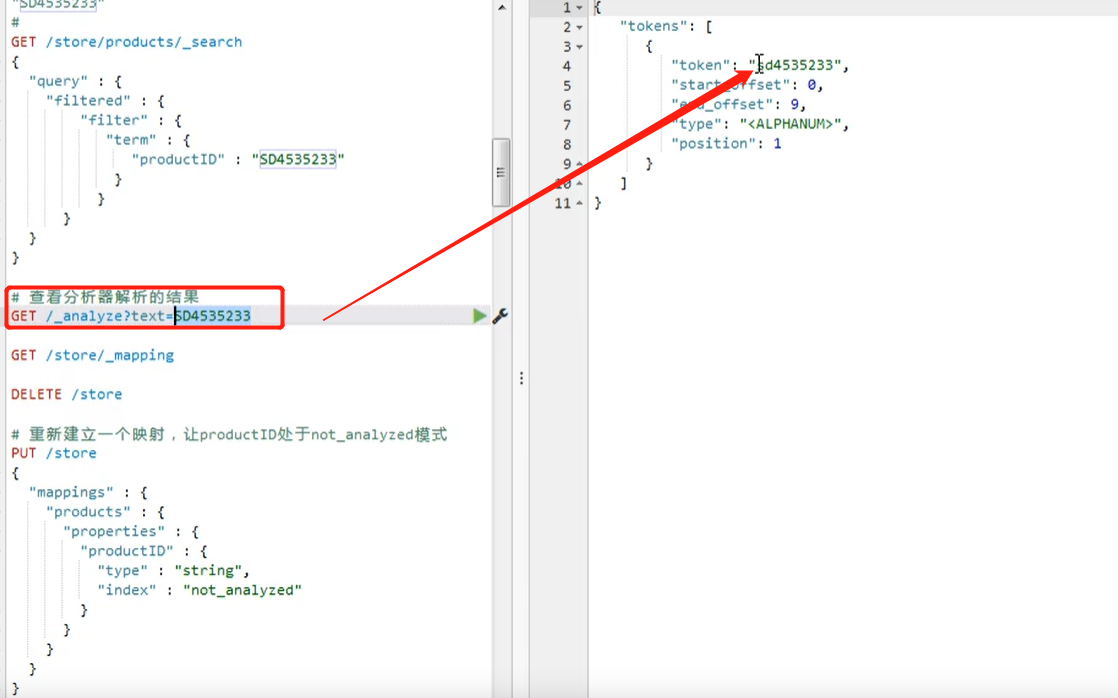 "SD4535233"
#
GET /store/products/_search
{
  "query" : {
    "filtered" : {
      "filter" : {
        "term" : {
          "productID" : "SD4535233"
        }
      }
    }
  }
}
# 查看分析器解析的结果
GET /_analyze?text=SD4535233
GET /store/_mapping
DELETE /store
# 重新建立一个映射，让productID处于not_analyzed模式
PUT /store
{
  "mappings" : {
    "products" : {
      "properties" : {
        "productID" : {
          "type" : "string",
          "index" : "not_analyzed"
        }
      }
    }
  }
}
1 {
2   "tokens": [
3     {
4       "token": "sd4535233",
5       "start_offset": 0,
6       "end_offset": 9,
7       "type": "<ALPHANUM>",
8       "position": 1
9     }
10   ]
11 }